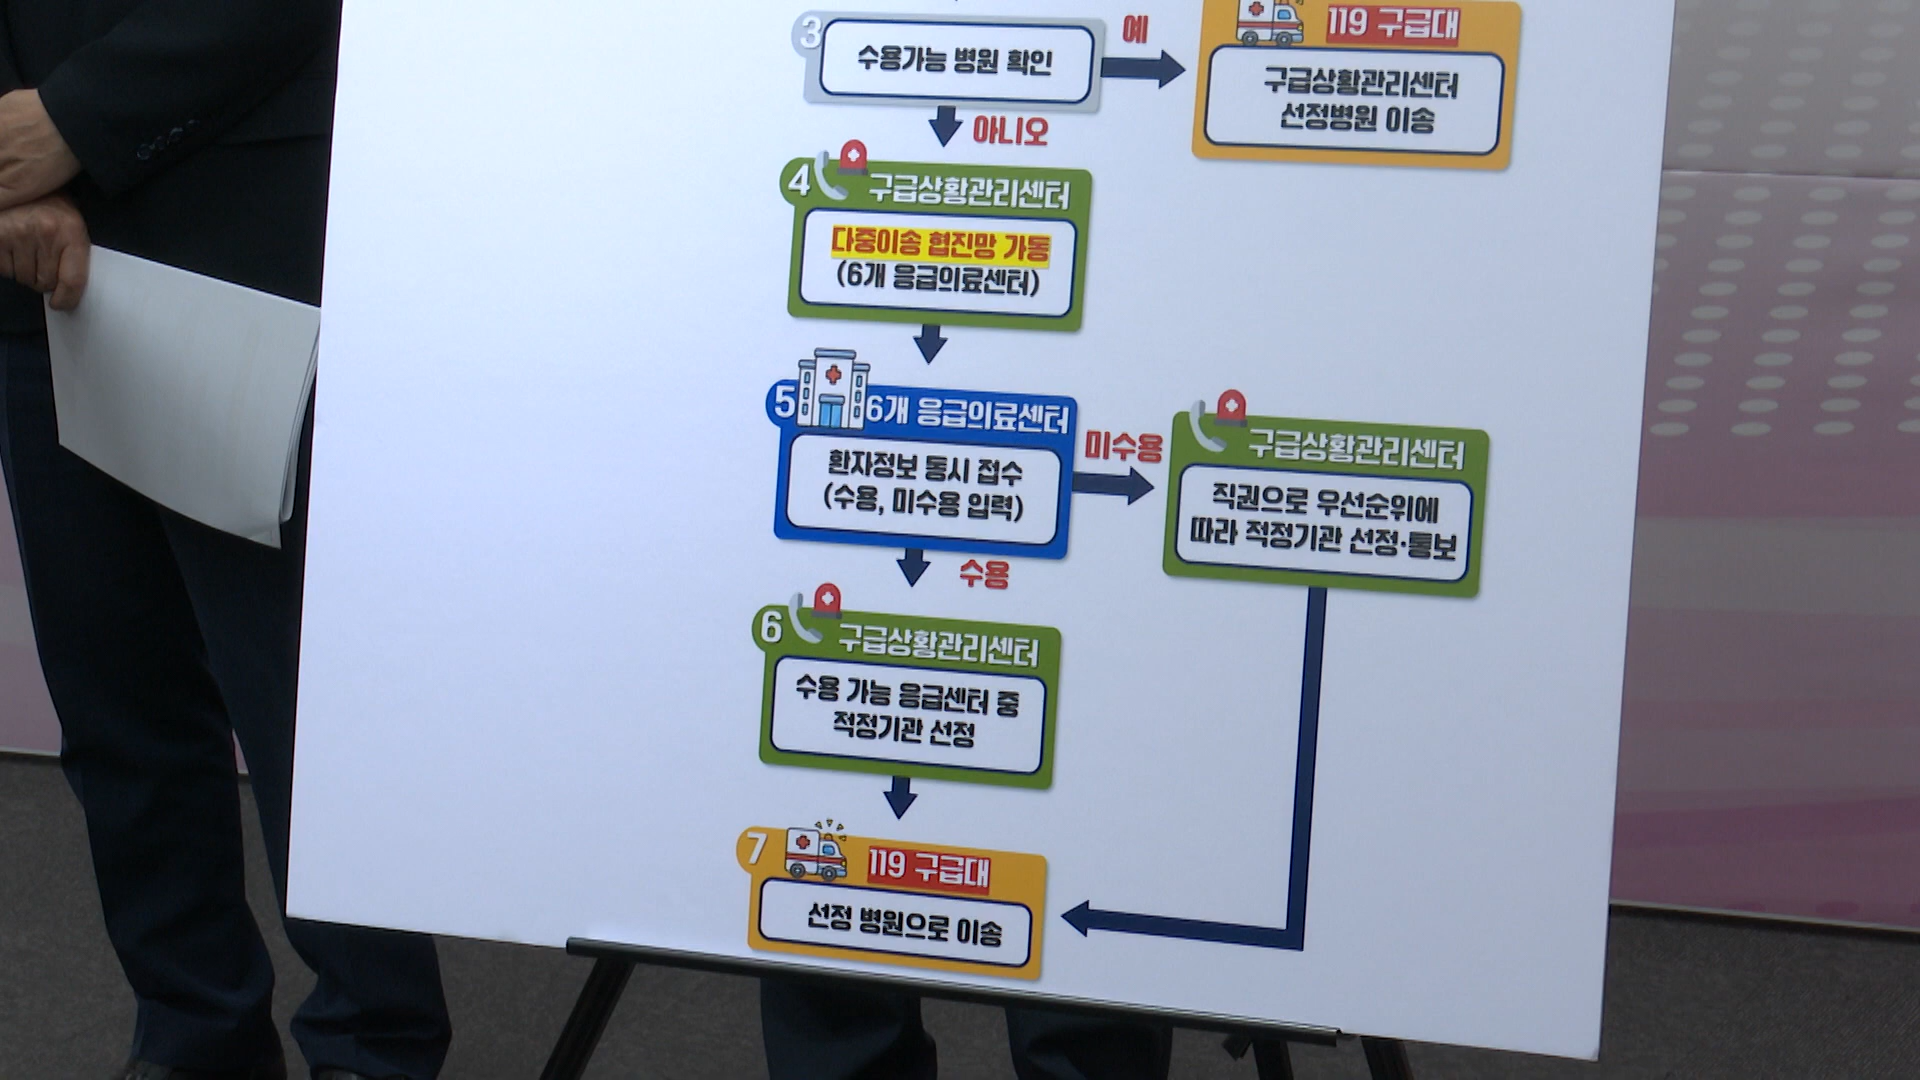 3
수용가능 병원 확인
예
119 구급대
구급상황관리센터
선정병원 이송
아니오
4 구급상황관리센터
다중이송 협진망 가동
(6개 응급의료센터)
5 6개 응급의료센터
환자정보 동시 접수
(수용, 미수용 입력)
미수용
구급상황관리센터
직권으로 우선순위에
따라 적정기관 선정·통보
수용
6 구급상황관리센터
수용 가능 응급센터 중
적정기관 선정
7 119 구급대
선정 병원으로 이송